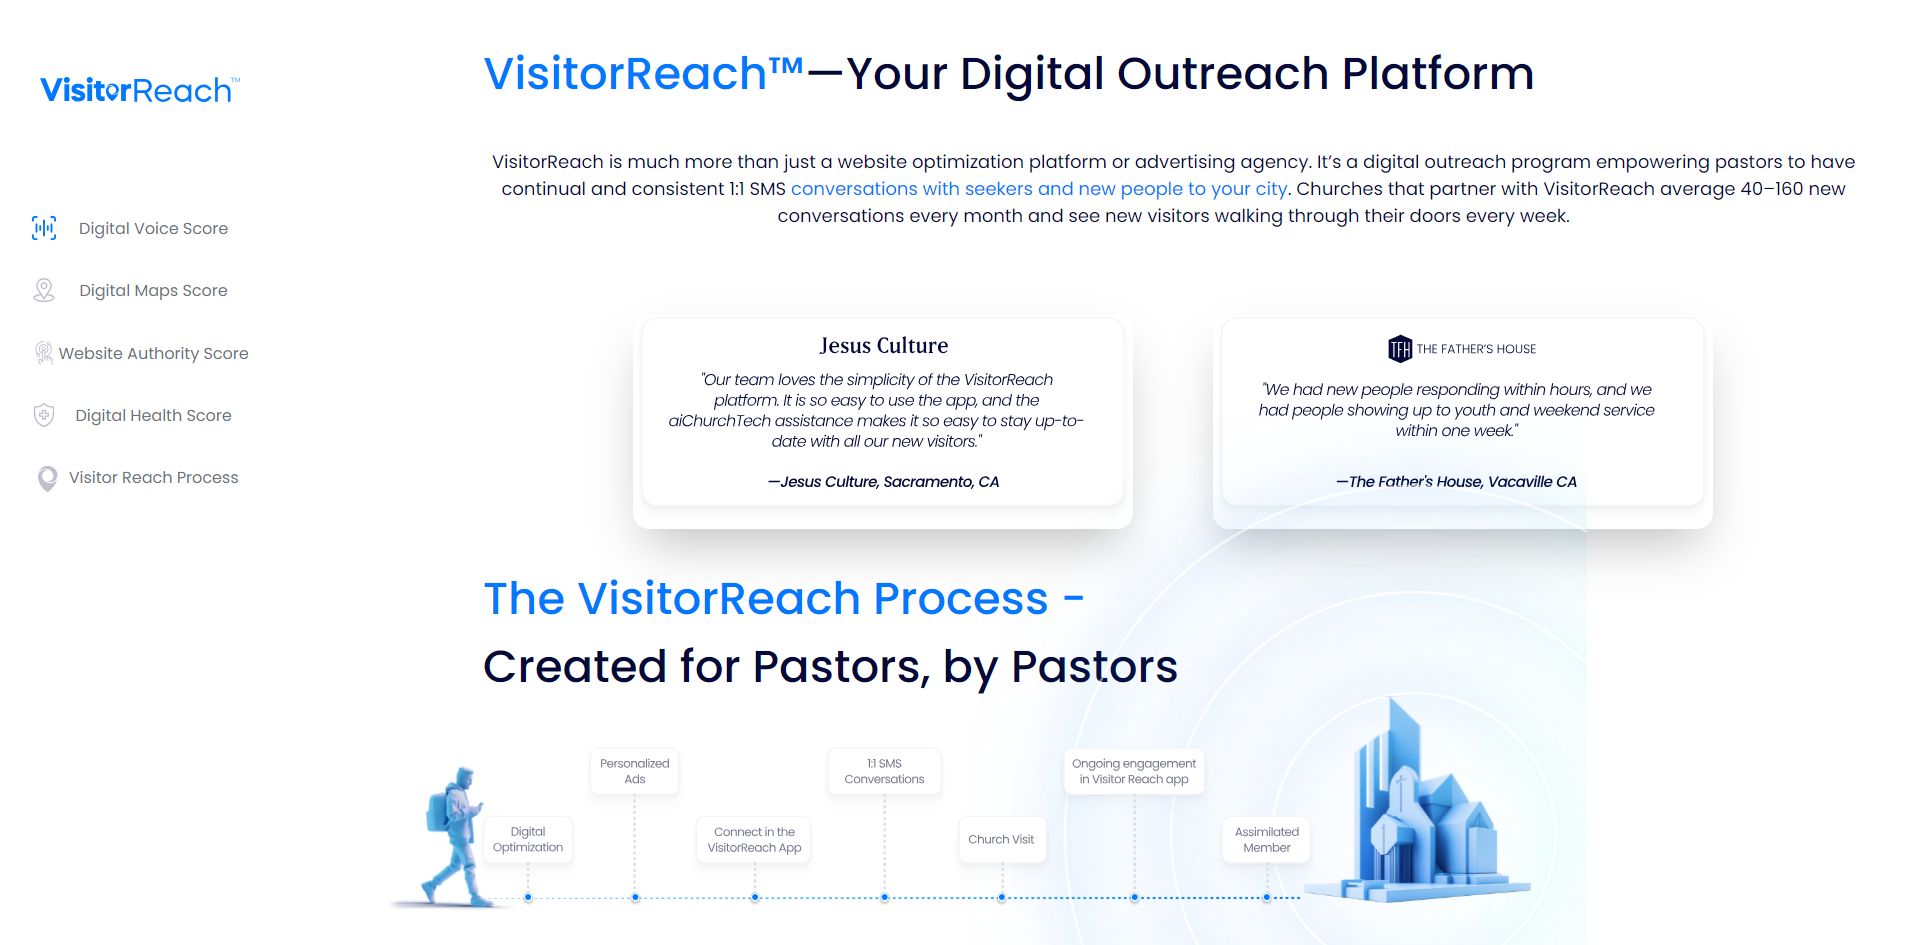 VisitorReach™
Digital Voice Score
Digital Maps Score
Website Authority Score
Digital Health Score
Visitor Reach Process
VisitorReach™—Your Digital Outreach Platform
VisitorReach is much more than just a website optimization platform or advertising agency. It’s a digital outreach program empowering pastors to have
continual and consistent 1:1 SMS conversations with seekers and new people to your city. Churches that partner with VisitorReach average 40–160 new
conversations every month and see new visitors walking through their doors every week.
Jesus Culture
"Our team loves the simplicity of the VisitorReach
platform. It is so easy to use the app, and the
aiChurchTech assistance makes it so easy to stay up-to-
date with all our new visitors."
—Jesus Culture, Sacramento, CA
TFH THE FATHER'S HOUSE
"We had new people responding within hours, and we
had people showing up to youth and weekend service
within one week."
—The Father's House, Vacaville CA
The VisitorReach Process -
Created for Pastors, by Pastors
Digital
Optimization
Personalized
Ads
Connect in the
VisitorReach App
1:1 SMS
Conversations
Church Visit
Ongoing engagement
in Visitor Reach app
Assimilated
Member